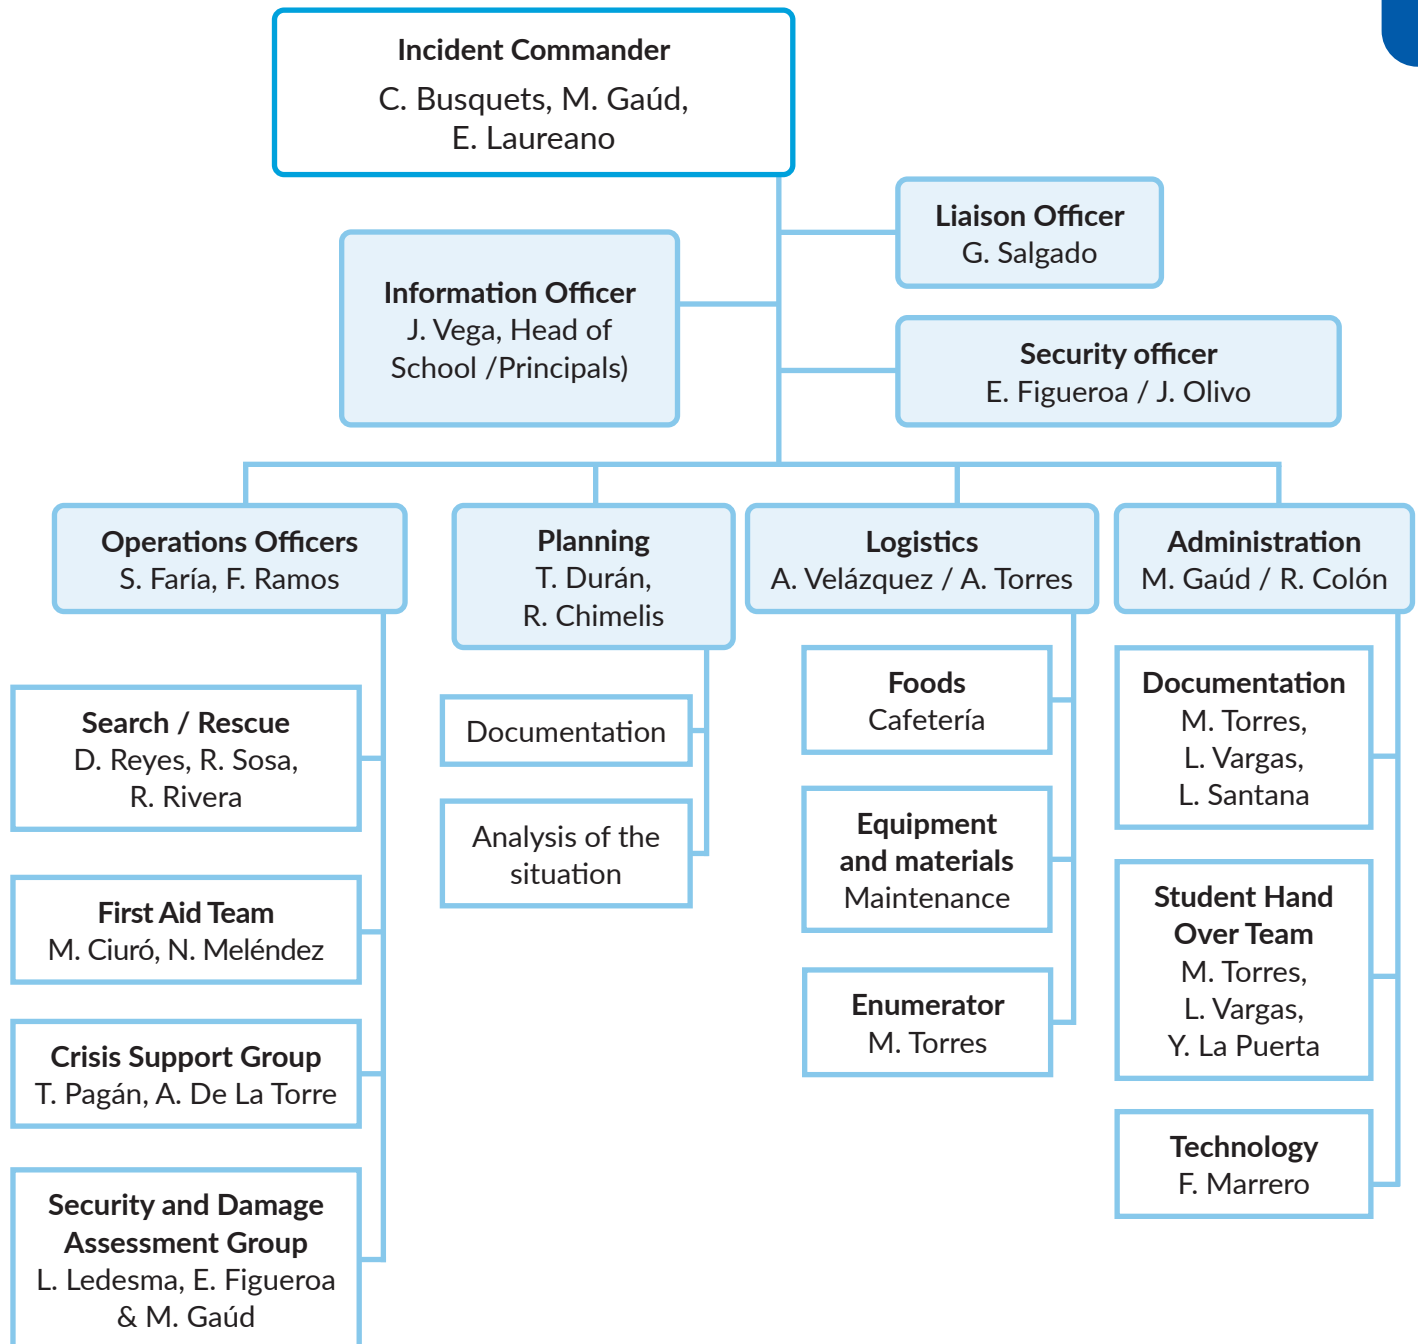 Incident Commander
C. Busquets, M. Gaúd,
E. Laureano
Liaison Officer
G. Salgado
Information Officer
J. Vega, Head of
School /Principals)
Security officer
E. Figueroa / J. Olivo
Operations Officers
S. Faría, F. Ramos
Planning
T. Durán,
R. Chimelis
Logistics
A. Velázquez / A. Torres
Administration
M. Gaúd / R. Colón
Search / Rescue
D. Reyes, R. Sosa,
R. Rivera
First Aid Team
M. Ciuró, N. Meléndez
Crisis Support Group
T. Pagán, A. De La Torre
Security and Damage
Assessment Group
L. Ledesma, E. Figueroa
& M. Gaúd
Documentation
Analysis of the
situation
Foods
Cafetería
Equipment
and materials
Maintenance
Enumerator
M. Torres
Documentation
M. Torres,
L. Vargas,
L. Santana
Student Hand
Over Team
M. Torres,
L. Vargas,
Y. La Puerta
Technology
F. Marrero